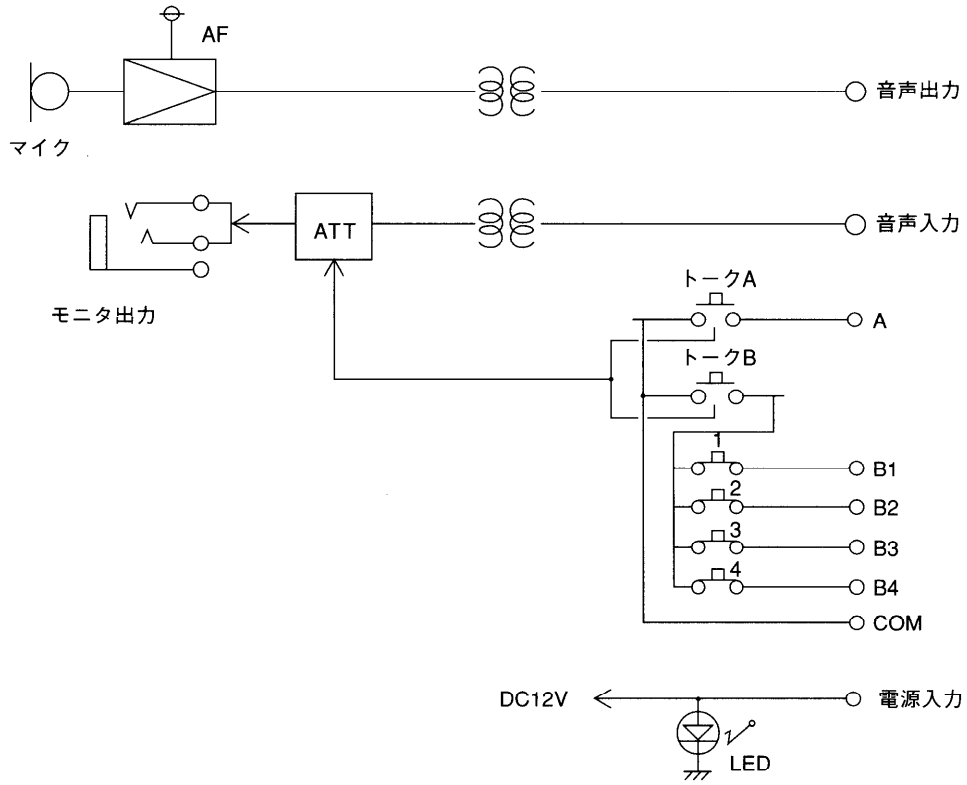 AF
音声出力
マイク
ATT
音声入力
モニタ出力
トークA
A
トークB
1
B1
2
B2
3
B3
4
B4
COM
DC12V
電源入力
LED